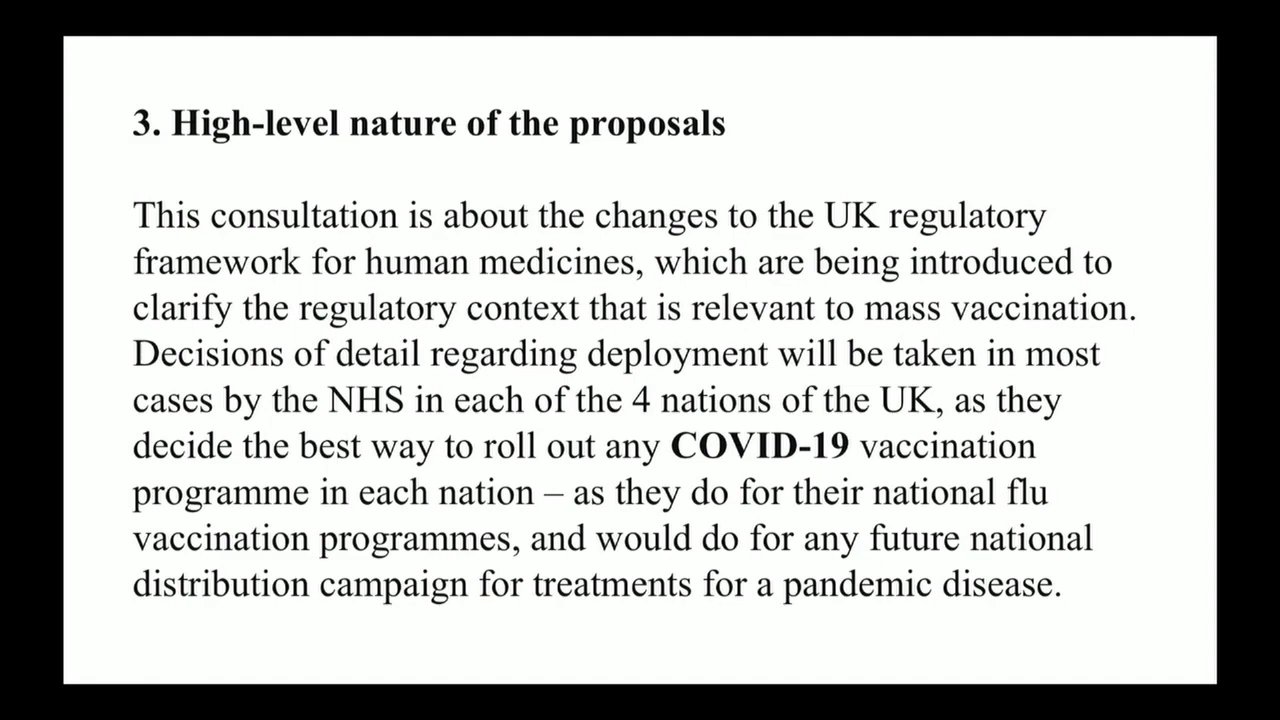 3. High-level nature of the proposals
This consultation is about the changes to the UK regulatory
framework for human medicines, which are being introduced to
clarify the regulatory context that is relevant to mass vaccination.
Decisions of detail regarding deployment will be taken in most
cases by the NHS in each of the 4 nations of the UK, as they
decide the best way to roll out any COVID-19 vaccination
programme in each nation – as they do for their national flu
vaccination programmes, and would do for any future national
distribution campaign for treatments for a pandemic disease.